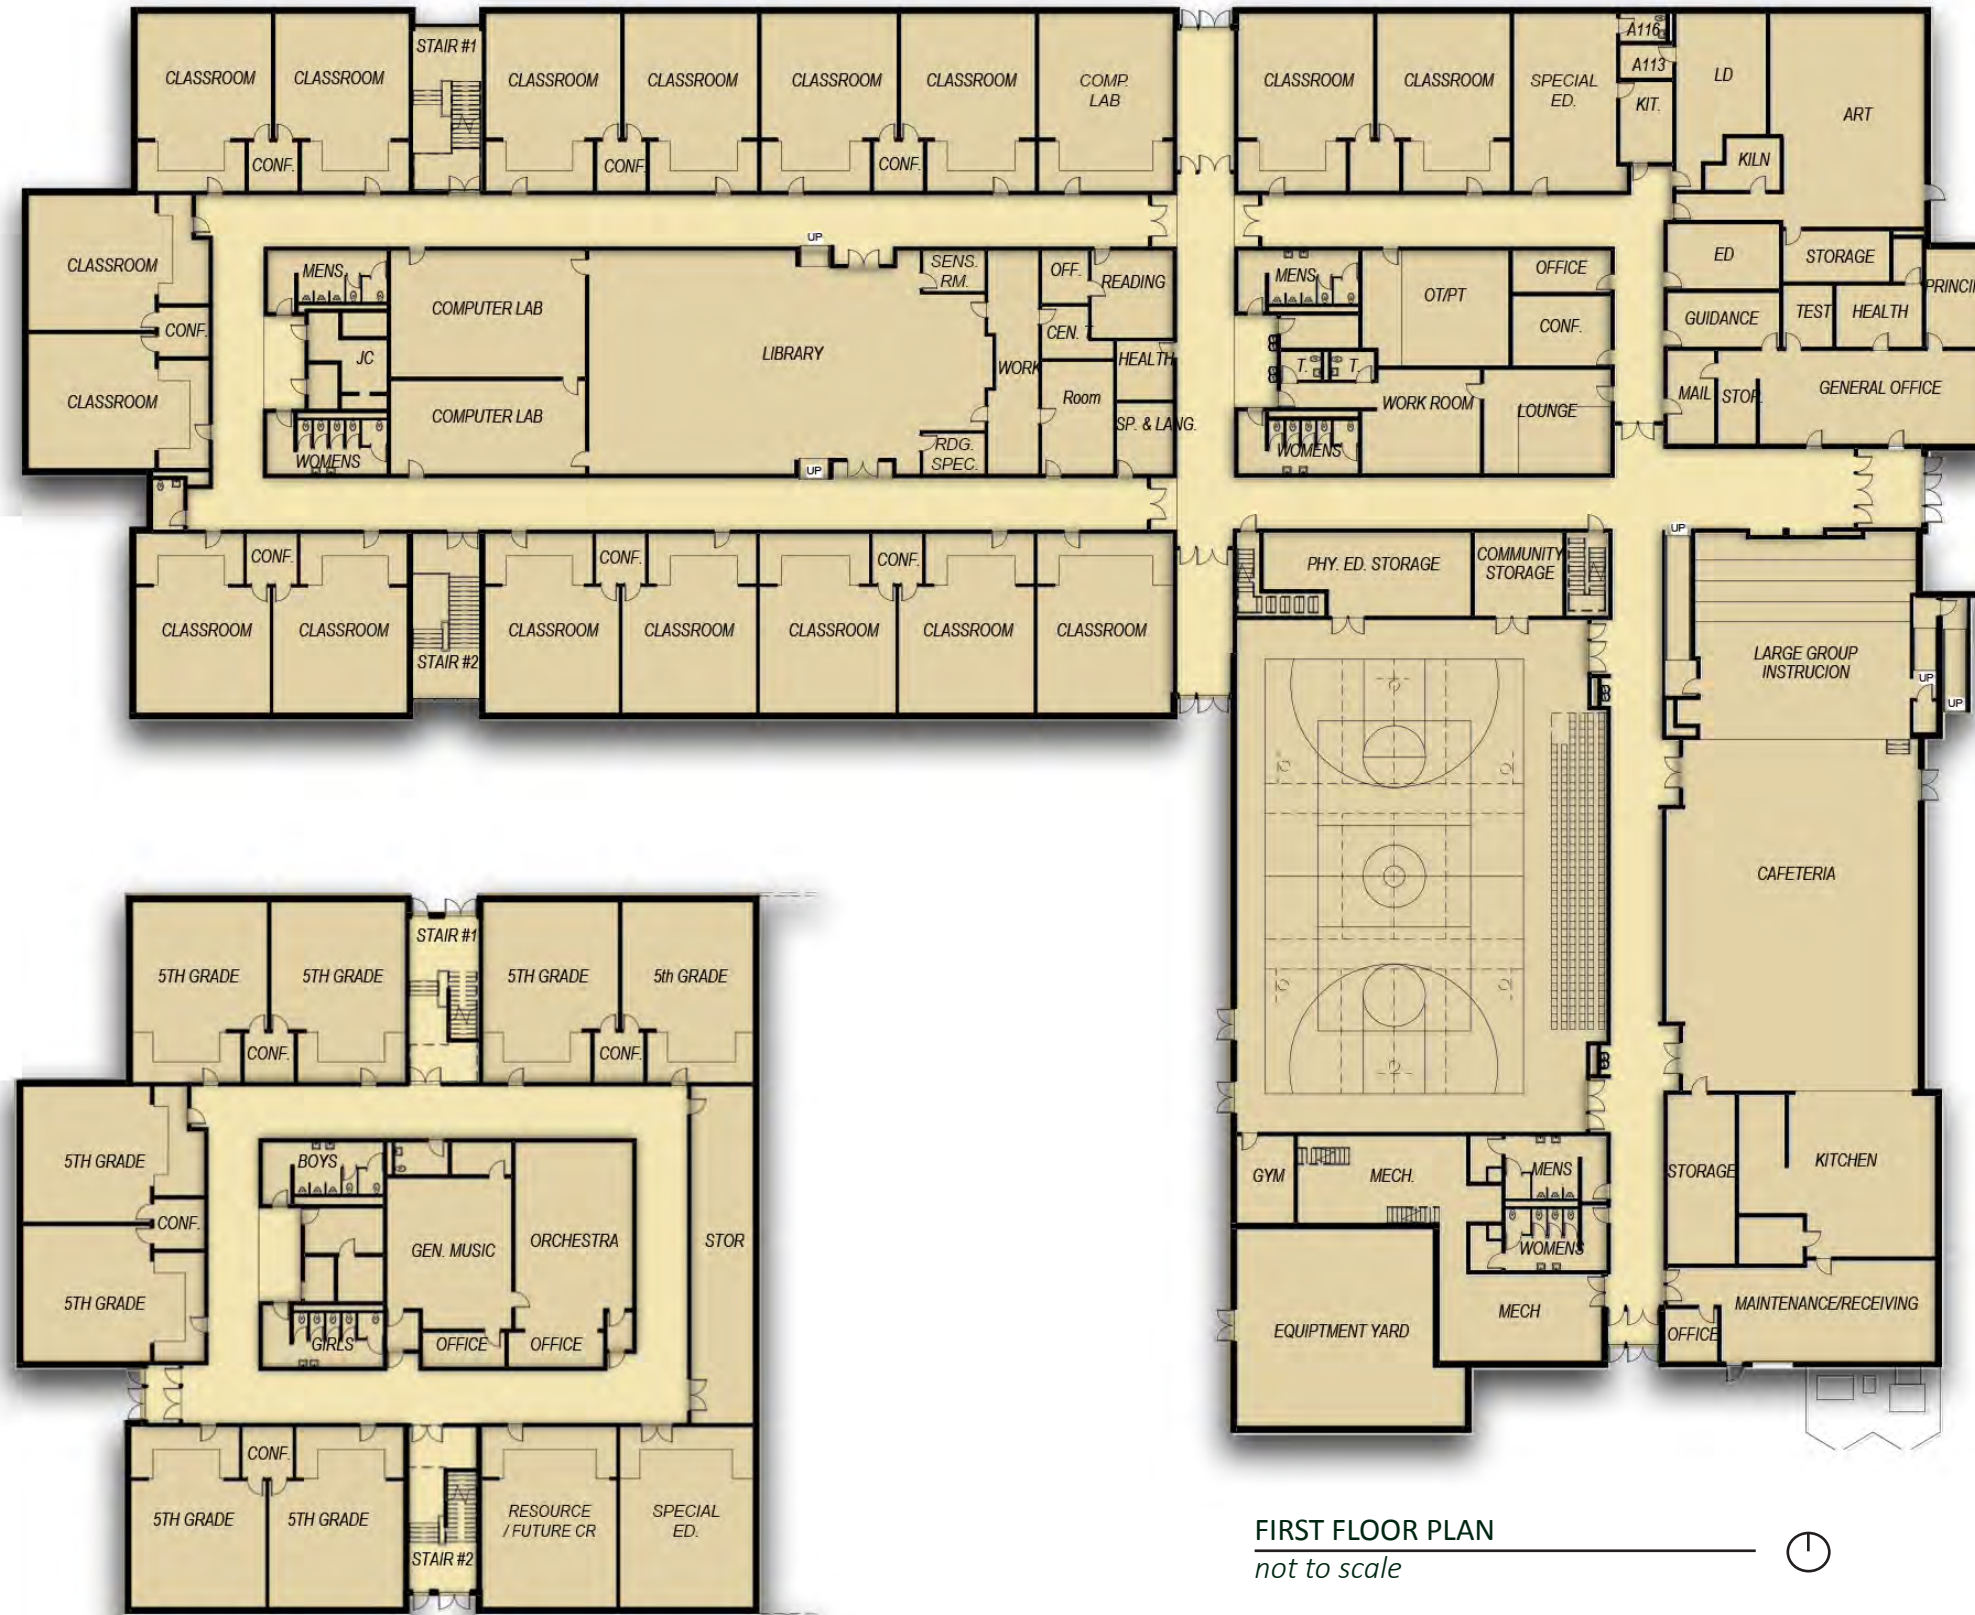 CLASSROOM
CLASSROOM
STAIR #1
CLASSROOM
CLASSROOM
CLASSROOM
CLASSROOM
COMP.
LAB
CLASSROOM
CLASSROOM
SPECIAL
ED.
A116
A113
KIT.
LD
ART
KILN
CONF.
CONF.
CONF.
CLASSROOM
CONF.
CLASSROOM
MENS
JC
WOMENS
COMPUTER LAB
COMPUTER LAB
UP
LIBRARY
UP
SENS.
RM.
WORK
RDG.
SPEC.
OFF.
READING
CEN. T.
HEALTH
Room
SP. & LANG.
MENS
T.
T.
WOMENS
OT/PT
OFFICE
CONF.
WORK ROOM
LOUNGE
ED
STORAGE
GUIDANCE
TEST
HEALTH
MAIL
STOR.
GENERAL OFFICE
CONF.
CONF.
CONF.
CLASSROOM
CLASSROOM
STAIR #2
CLASSROOM
CLASSROOM
CLASSROOM
CLASSROOM
CLASSROOM
PHY. ED. STORAGE
COMMUNITY
STORAGE
UP
LARGE GROUP
INSTRUCION
UP
UP
CAFETERIA
GYM
MECH.
MENS
WOMENS
MECH
EQUIPTMENT YARD
STORAGE
KITCHEN
MAINTENANCE/RECEIVING
OFFICE
5TH GRADE
5TH GRADE
STAIR #1
5TH GRADE
5th GRADE
CONF.
CONF.
5TH GRADE
CONF.
5TH GRADE
BOYS
GIRLS
GEN. MUSIC
ORCHESTRA
OFFICE
OFFICE
STOR
CONF.
5TH GRADE
5TH GRADE
STAIR #2
RESOURCE
/ FUTURE CR
SPECIAL
ED.
FIRST FLOOR PLAN
not to scale